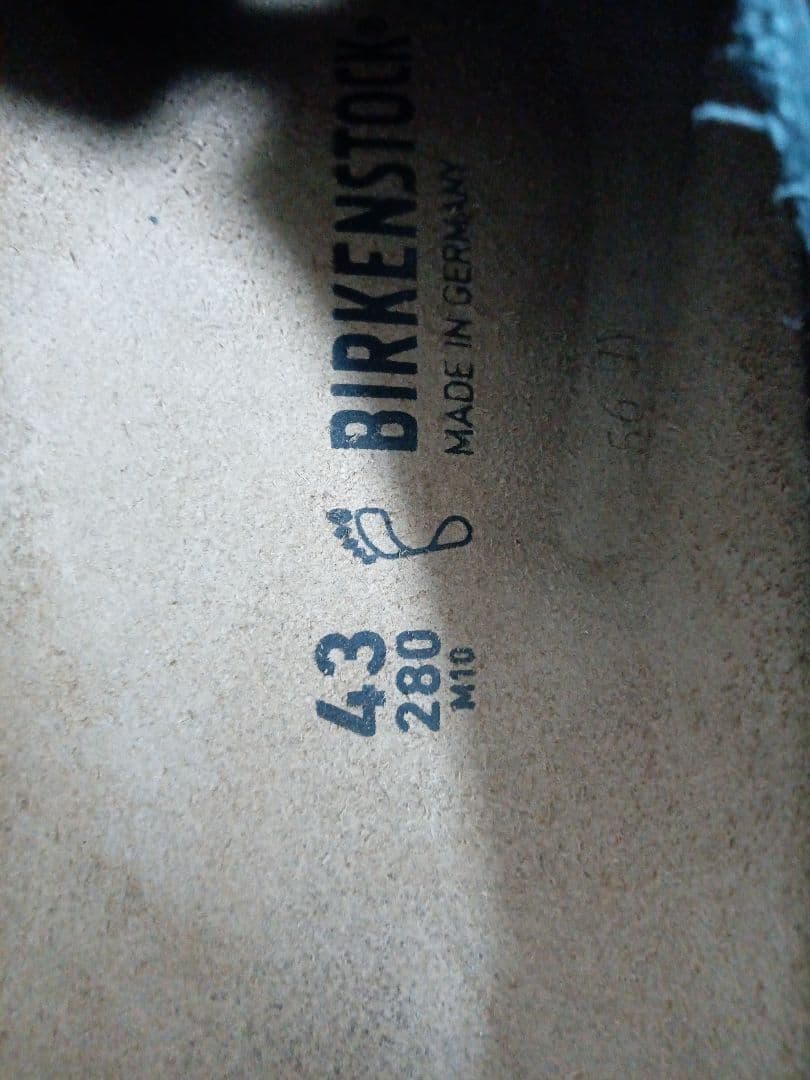 BIRKENSTOCK®
MADE IN GERMANY
43
280
M10